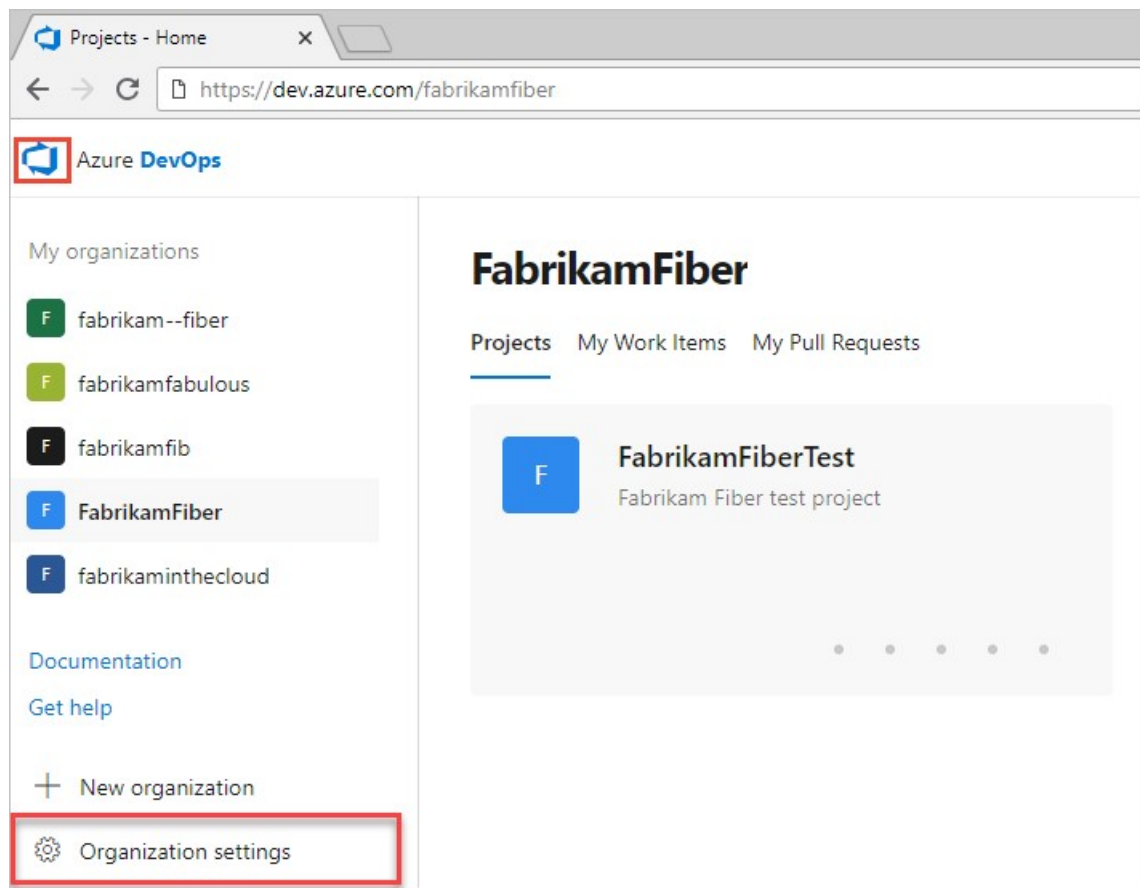 Projects - Home
https://dev.azure.com/fabrikamfiber
Azure DevOps
My organizations
F fabrikam--fiber
F fabrikamfabulous
F fabrikamfib
F FabrikamFiber
F fabrikaminthecloud
Documentation
Get help
New organization
Organization settings
FabrikamFiber
Projects My Work Items My Pull Requests
F
FabrikamFiberTest
Fabrikam Fiber test project